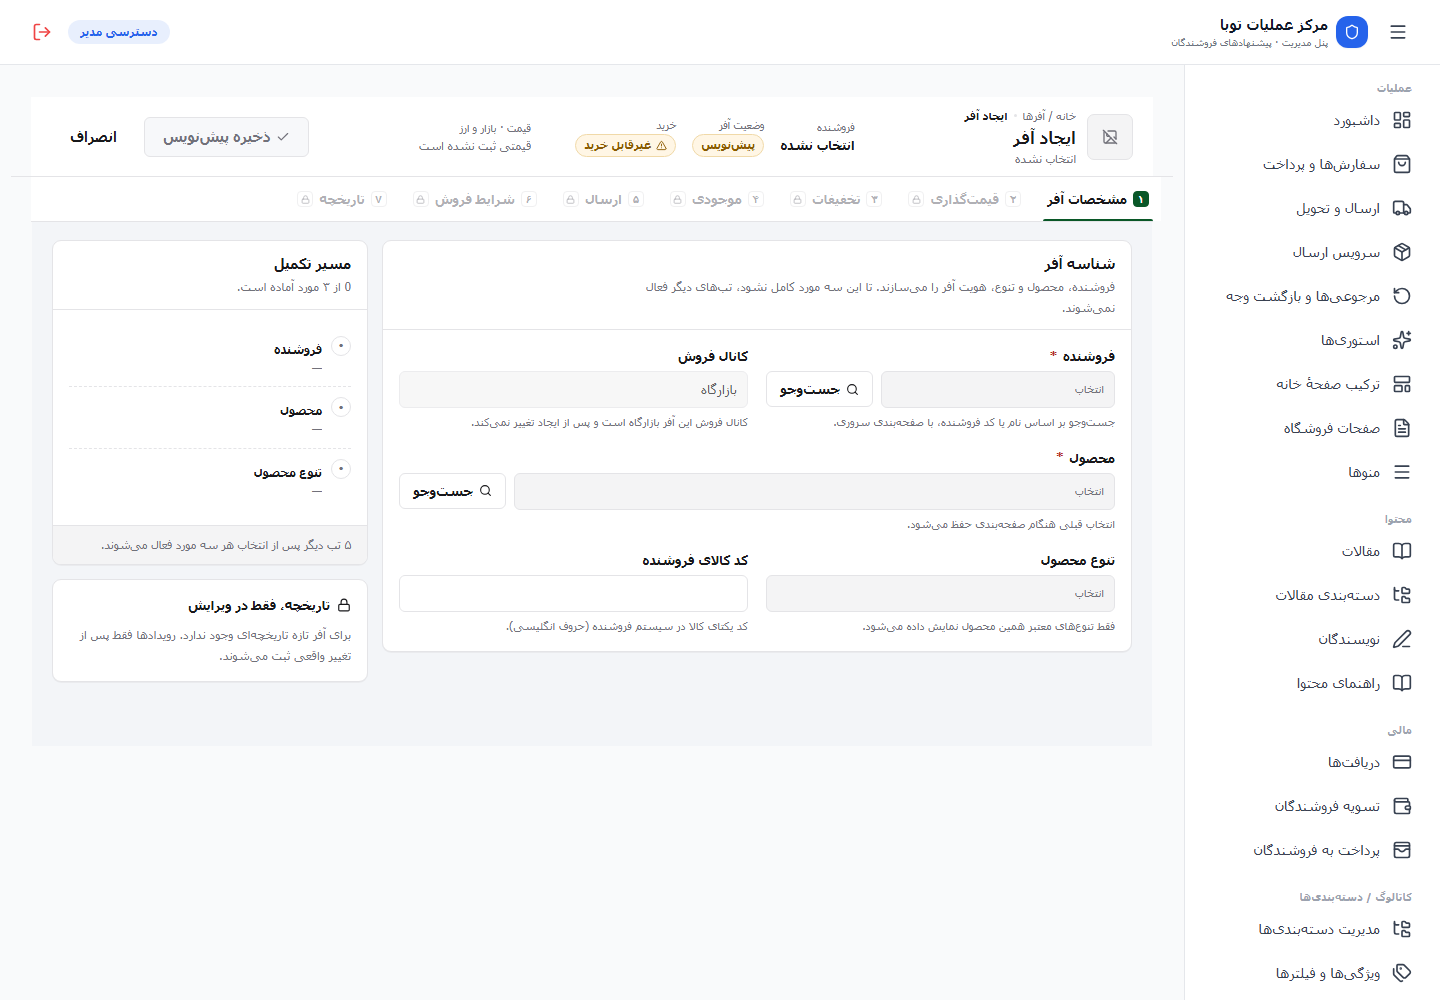 مرکز عملیات توبا
پنل مدیریت · پیشنهادهای فروشندگان
دسترسی مدیر
عملیات
داشبورد
سفارش‌ها و پرداخت
ارسال و تحویل
سرویس ارسال
مرجوعی‌ها و بازگشت وجه
استوری‌ها
ترکیب صفحهٔ خانه
صفحات فروشگاه
منوها
محتوا
مقالات
دسته‌بندی مقالات
نویسندگان
راهنمای محتوا
مالی
دریافت‌ها
تسویه فروشندگان
پرداخت به فروشندگان
کاتالوگ / دسته‌بندی‌ها
مدیریت دسته‌بندی‌ها
ویژگی‌ها و فیلترها
خانه / آفرها · ایجاد آفر
ایجاد آفر
انتخاب نشده
فروشنده
انتخاب نشده
وضعیت آفر
پیش‌نویس
خرید
غیرقابل خرید
قیمت · بازار و ارز
قیمتی ثبت نشده است
ذخیره پیش‌نویس
انصراف
۱ مشخصات آفر
۲ قیمت‌گذاری
۳ تخفیفات
۴ موجودی
۵ ارسال
۶ شرایط فروش
۷ تاریخچه
شناسه آفر
فروشنده، محصول و تنوع، هویت آفر را می‌سازند. تا این سه مورد کامل نشود، تب‌های دیگر فعال
نمی‌شوند.
فروشنده *
انتخاب
جست‌وجو
جست‌وجو بر اساس نام یا کد فروشنده، با صفحه‌بندی سروری.
کانال فروش
بازارگاه
کانال فروش این آفر بازارگاه است و پس از ایجاد تغییر نمی‌کند.
محصول *
انتخاب
جست‌وجو
انتخاب قبلی هنگام صفحه‌بندی حفظ می‌شود.
تنوع محصول
انتخاب
فقط تنوع‌های معتبر همین محصول نمایش داده می‌شود.
کد کالای فروشنده
کد یکتای کالا در سیستم فروشنده (حروف انگلیسی).
مسیر تکمیل
0 از ۳ مورد آماده است.
فروشنده
—
محصول
—
تنوع محصول
—
۵ تب دیگر پس از انتخاب هر سه مورد فعال می‌شوند.
تاریخچه، فقط در ویرایش
برای آفر تازه تاریخچه‌ای وجود ندارد. رویدادها فقط پس از
تغییر واقعی ثبت می‌شوند.